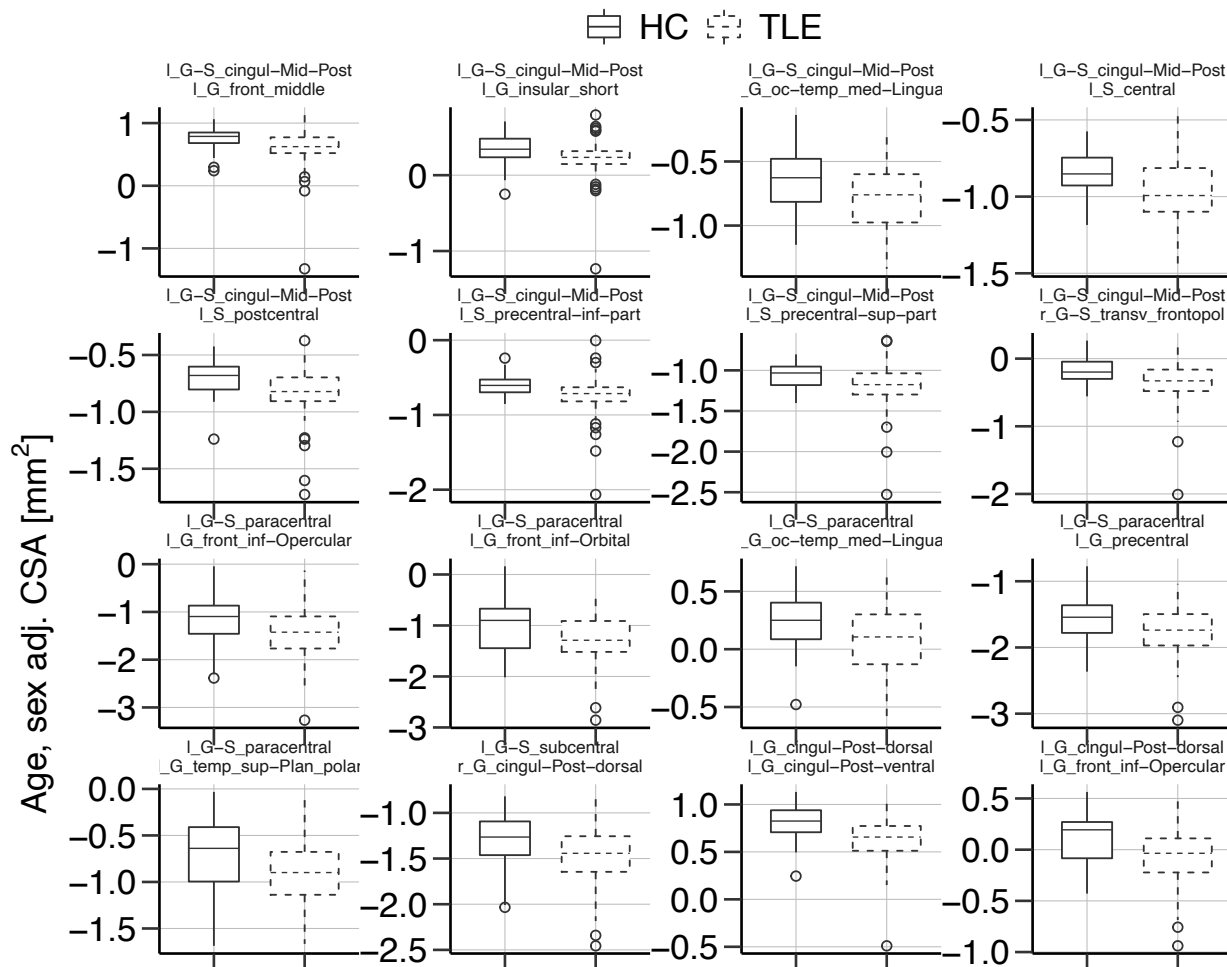 HC TLE
l_G−S_cingul−Mid−Post l_G−S_cingul−Mid−Post l_G−S_cingul−Mid−Post l_G−S_cingul−Mid−Post
l_G_front_middle l_G_insular_short _G_oc−temp_med−Lingua l_S_central
1 0 −1
0 −1
−0.5 −1.0
−0.5 −1.0 −1.5
l_G−S_cingul−Mid−Post l_G−S_cingul−Mid−Post l_G−S_cingul−Mid−Post l_G−S_cingul−Mid−Post
l_S_postcentral l_S_precentral−inf−part l_S_precentral−sup−part r_G−S_transv_frontopol
−0.5 −1.0 −1.5
0 −1 −2
−1.0 −1.5 −2.0 −2.5
0 −1 −2
Age, sex adj. CSA [mm²]
l_G−S_paracentral l_G−S_paracentral l_G−S_paracentral l_G−S_paracentral
l_G_front_inf−Opercular l_G_front_inf−Orbital _G_oc−temp_med−Lingua l_G_precentral
0 −1 −2 −3
0 −1 −2
0.5 0.0 −0.5
−1 −2 −3
l_G−S_paracentral l_G−S_subcentral l_G_cingul−Post−dorsal l_G_cingul−Post−dorsal
_G_temp_sup−Plan_polar r_G_cingul−Post−dorsal l_G_cingul−Post−ventral l_G_front_inf−Opercular
0.0 −0.5 −1.0 −1.5
−1.0 −1.5 −2.0 −2.5
1.0 0.5 0.0 −0.5
0.5 0.0 −0.5 −1.0